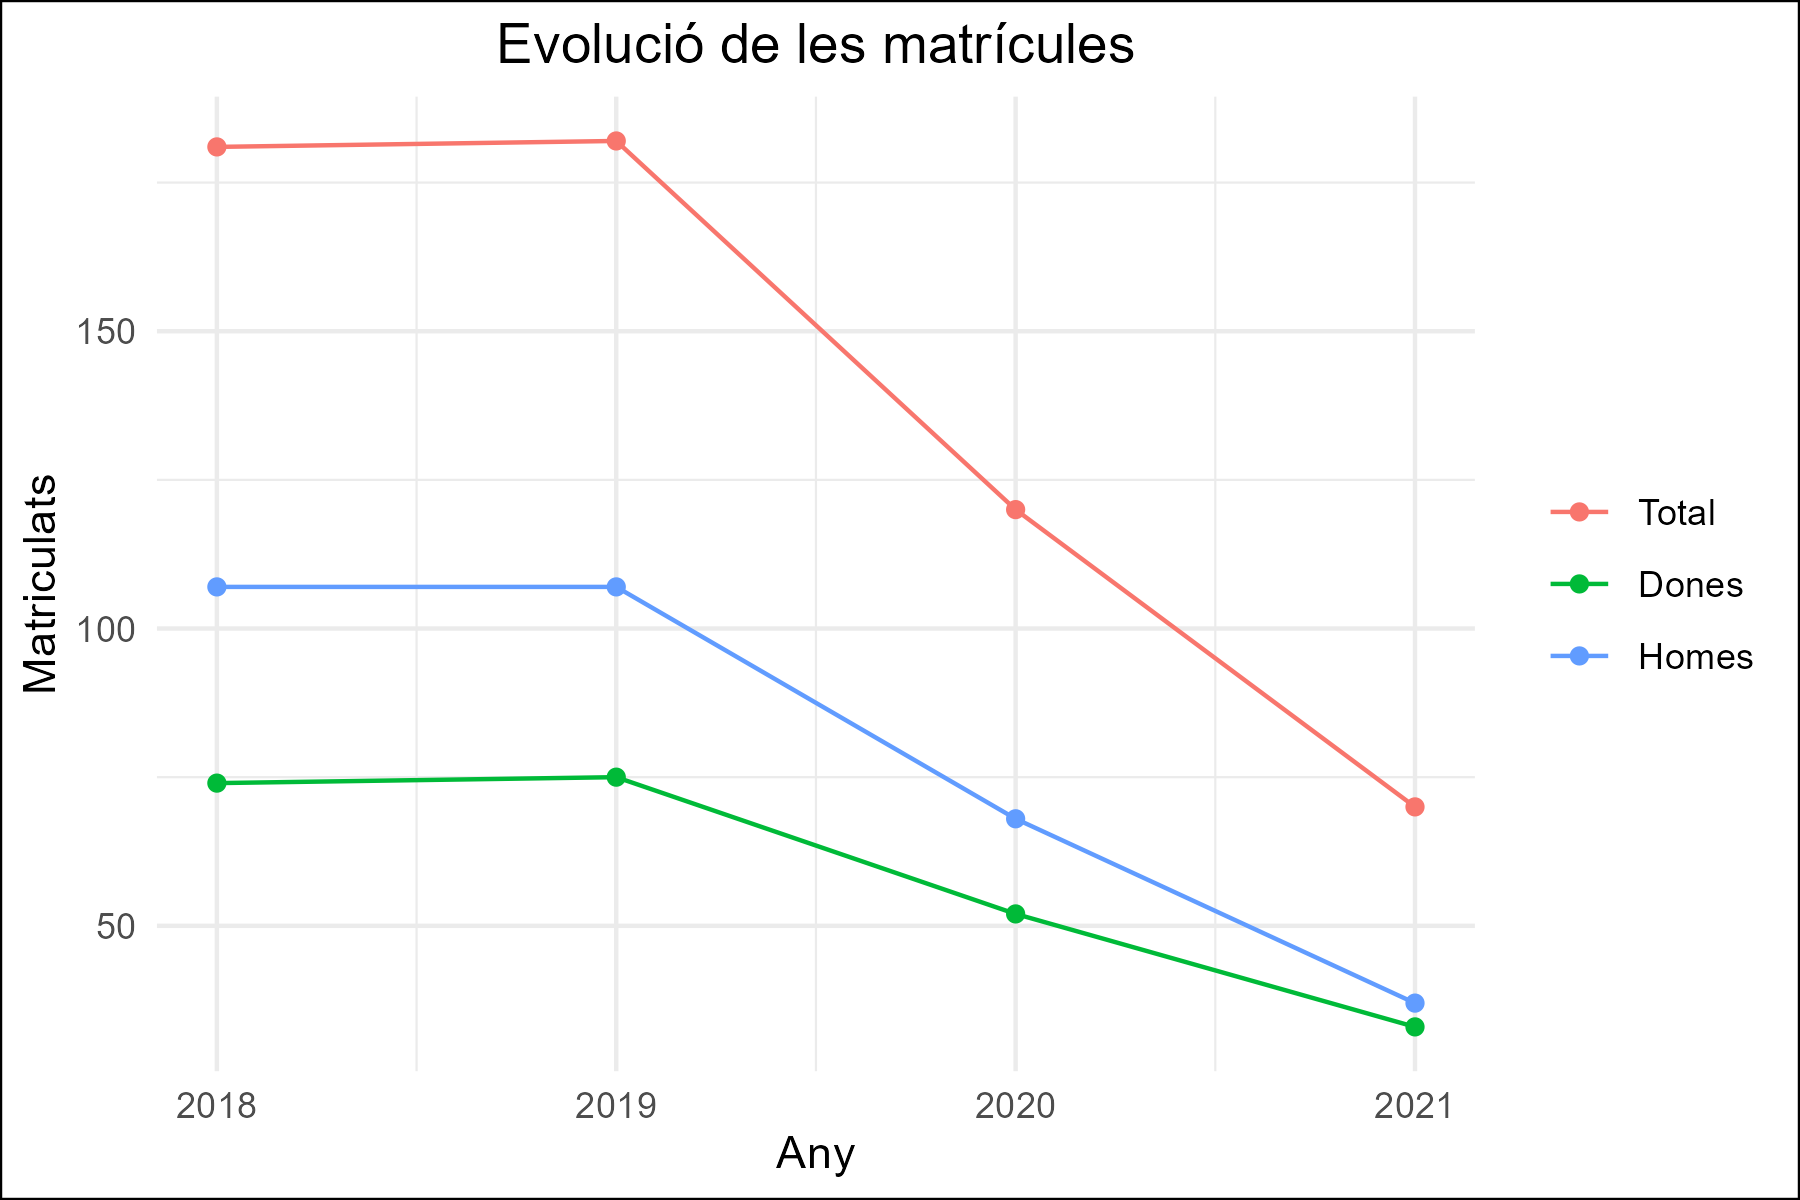 Evolució de les matrícules
Matriculats
150
100
50
2018 2019 2020 2021
Any
Total
Dones
Homes